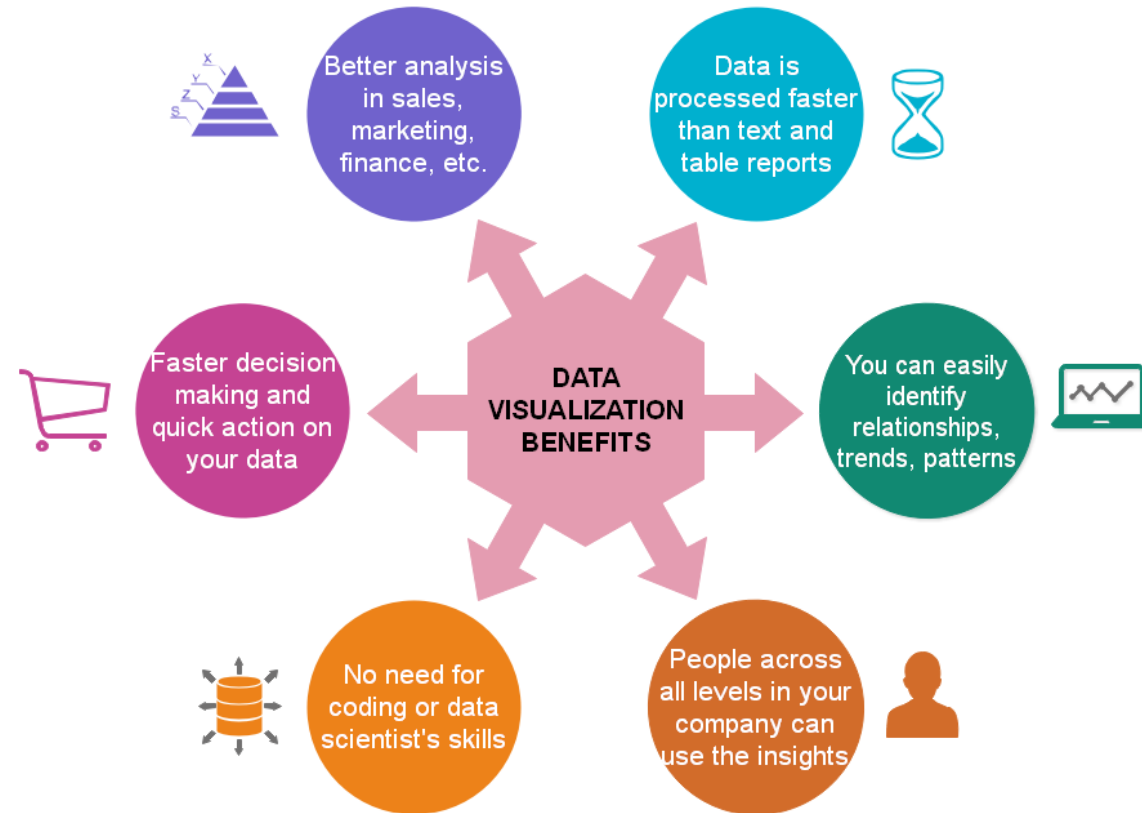 X
Y
Z
S
Better analysis
in sales,
marketing,
finance, etc.
Data is
processed faster
than text and
table reports
Faster decision
making and
quick action on
your data
DATA
VISUALIZATION
BENEFITS
You can easily
identify
relationships,
trends, patterns
No need for
coding or data
scientist's skills
People across
all levels in your
company can
use the insights